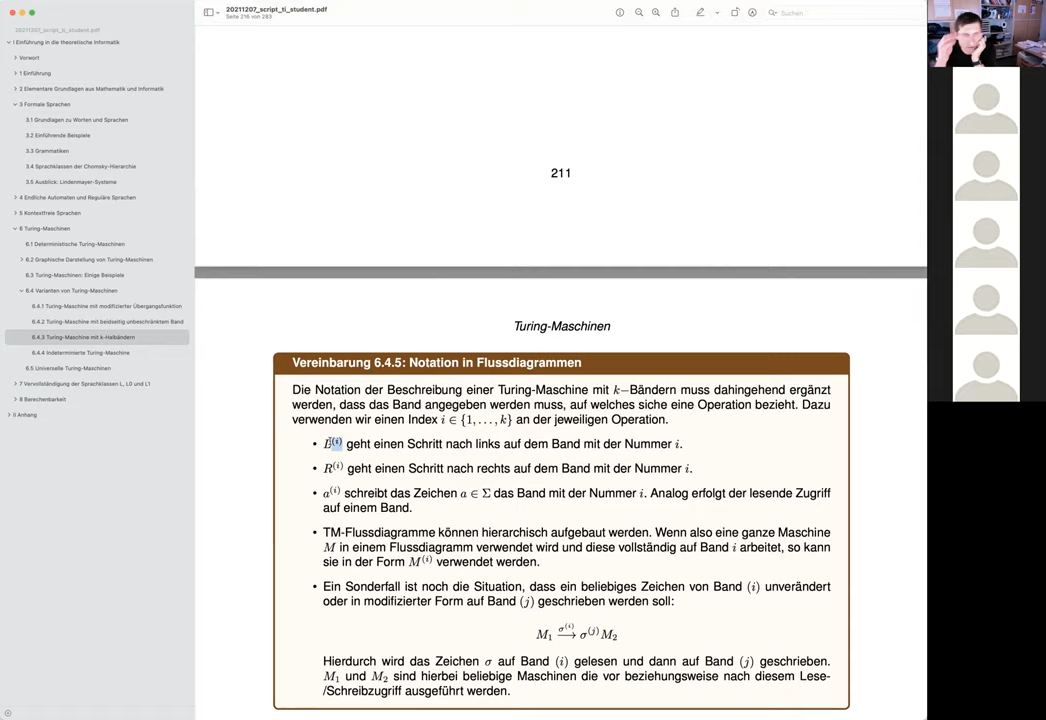 20211207_script_ti_student.pdf
Seite 216 von 283
Suchen
20211207_script_ti_student.pdf
I Einführung in die theoretische Informatik
Vorwort
1 Einführung
2 Elementare Grundlagen aus Mathematik und Informatik
3 Formale Sprachen
3.1 Grundlagen zu Worten und Sprachen
3.2 Einführende Beispiele
3.3 Grammatiken
3.4 Sprachklassen der Chomsky-Hierarchie
3.5 Ausblick: Lindenmayer-Systeme
4 Endliche Automaten und Reguläre Sprachen
5 Kontextfreie Sprachen
6 Turing-Maschinen
6.1 Deterministische Turing-Maschinen
6.2 Graphische Darstellung von Turing-Maschinen
6.3 Turing-Maschinen: Einige Beispiele
6.4 Varianten von Turing-Maschinen
6.4.1 Turing-Maschine mit modifizierter Übergangsfunktion
6.4.2 Turing-Maschine mit beidseitig unbeschränktem Band
6.4.3 Turing-Maschine mit k-Halbändern
6.4.4 Indeterminierte Turing-Maschine
6.5 Universelle Turing-Maschinen
7 Vervollständigung der Sprachklassen L, L0 und L1
8 Berechenbarkeit
II Anhang
211
Turing-Maschinen
Vereinbarung 6.4.5: Notation in Flussdiagrammen
Die Notation der Beschreibung einer Turing-Maschine mit k−Bändern muss dahingehend ergänzt
werden, dass das Band angegeben werden muss, auf welches siche eine Operation bezieht. Dazu
verwenden wir einen Index i ∈ {1, . . . , k} an der jeweiligen Operation.
• L⁽ⁱ⁾ geht einen Schritt nach links auf dem Band mit der Nummer i.
• R⁽ⁱ⁾ geht einen Schritt nach rechts auf dem Band mit der Nummer i.
• a⁽ⁱ⁾ schreibt das Zeichen a ∈ Σ das Band mit der Nummer i. Analog erfolgt der lesende Zugriff
auf einem Band.
• TM-Flussdiagramme können hierarchisch aufgebaut werden. Wenn also eine ganze Maschine
M in einem Flussdiagramm verwendet wird und diese vollständig auf Band i arbeitet, so kann
sie in der Form M⁽ⁱ⁾ verwendet werden.
• Ein Sonderfall ist noch die Situation, dass ein beliebiges Zeichen von Band (i) unverändert
oder in modifizierter Form auf Band (j) geschrieben werden soll:
M₁ →^{σ⁽ⁱ⁾} σ⁽ʲ⁾M₂
Hierdurch wird das Zeichen σ auf Band (i) gelesen und dann auf Band (j) geschrieben.
M₁ und M₂ sind hierbei beliebige Maschinen die vor beziehungsweise nach diesem Lese-
/Schreibzugriff ausgeführt werden.